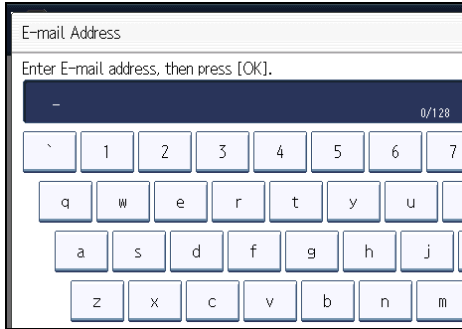 E-mail Address
Enter E-mail address, then press [OK].
_
0/128
` 1 2 3 4 5 6 7
q w e r t y u
a s d f g h j
z x c v b n m